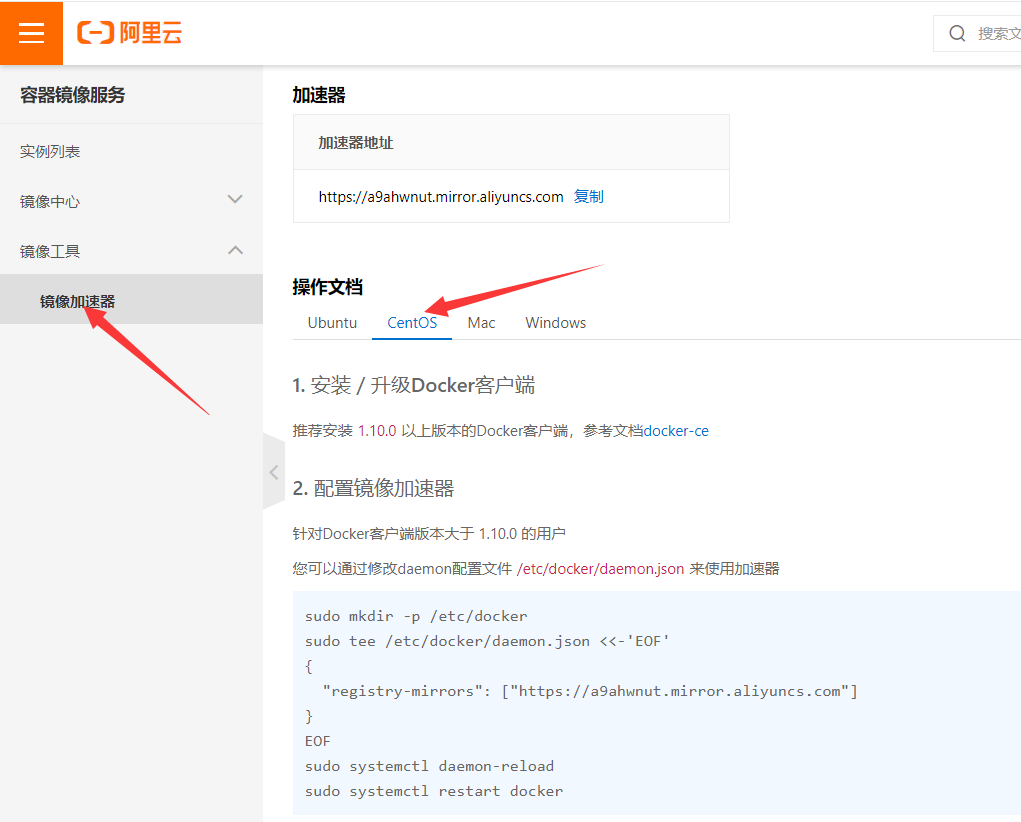 阿里云
搜索文
容器镜像服务
实例列表
镜像中心
镜像工具
镜像加速器
加速器
加速器地址
https://a9ahwnut.mirror.aliyuncs.com 复制
操作文档
Ubuntu CentOS Mac Windows
1. 安装 / 升级Docker客户端
推荐安装 1.10.0 以上版本的Docker客户端，参考文档docker-ce
2. 配置镜像加速器
针对Docker客户端版本大于 1.10.0 的用户
您可以通过修改daemon配置文件 /etc/docker/daemon.json 来使用加速器
sudo mkdir -p /etc/docker
sudo tee /etc/docker/daemon.json <<-'EOF'
{
  "registry-mirrors": ["https://a9ahwnut.mirror.aliyuncs.com"]
}
EOF
sudo systemctl daemon-reload
sudo systemctl restart docker